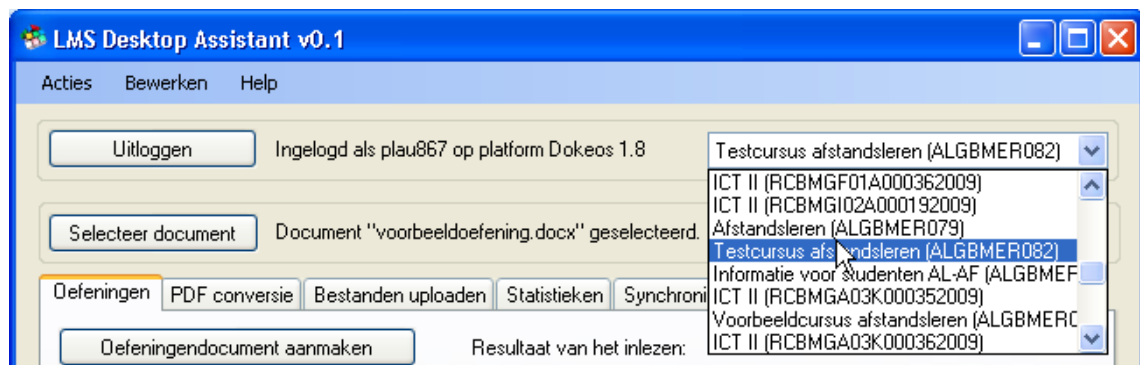 LMS Desktop Assistant v0.1
Acties Bewerken Help
Uitloggen Ingelogd als plau867 op platform Dokeos 1.8 Testcursus afstandsleren (ALGBMER082)
ICT II (RCBMGF01A000362009)
ICT II (RCBMGI02A000192009)
Afstandsleren (ALGBMER079)
Selecteer document Document "voorbeeldoefening.docx" geselecteerd. Testcursus afstandsleren (ALGBMER082)
Informatie voor studenten AL-AF (ALGBMEF
Oefeningen PDF conversie Bestanden uploaden Statistieken Synchroni ICT II (RCBMGA03K000352009)
Voorbeeldcursus afstandsleren (ALGBMERC
Oefeningendocument aanmaken Resultaat van het inlezen: ICT II (RCBMGA03K000362009)